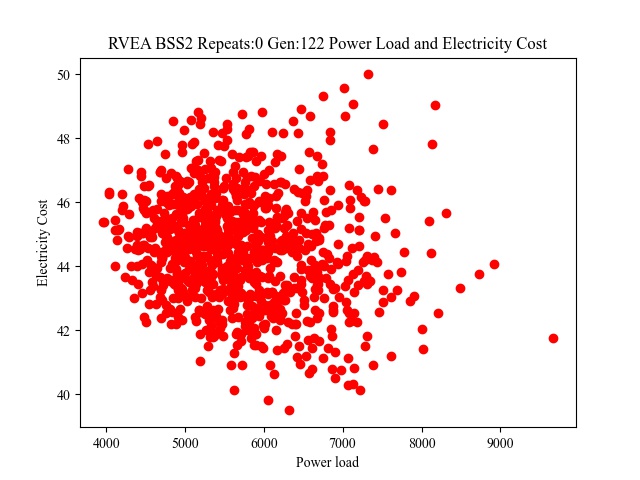 RVEA BSS2 Repeats:0 Gen:122 Power Load and Electricity Cost
50
48
46
44
42
40
Electricity Cost
4000 5000 6000 7000 8000 9000
Power load